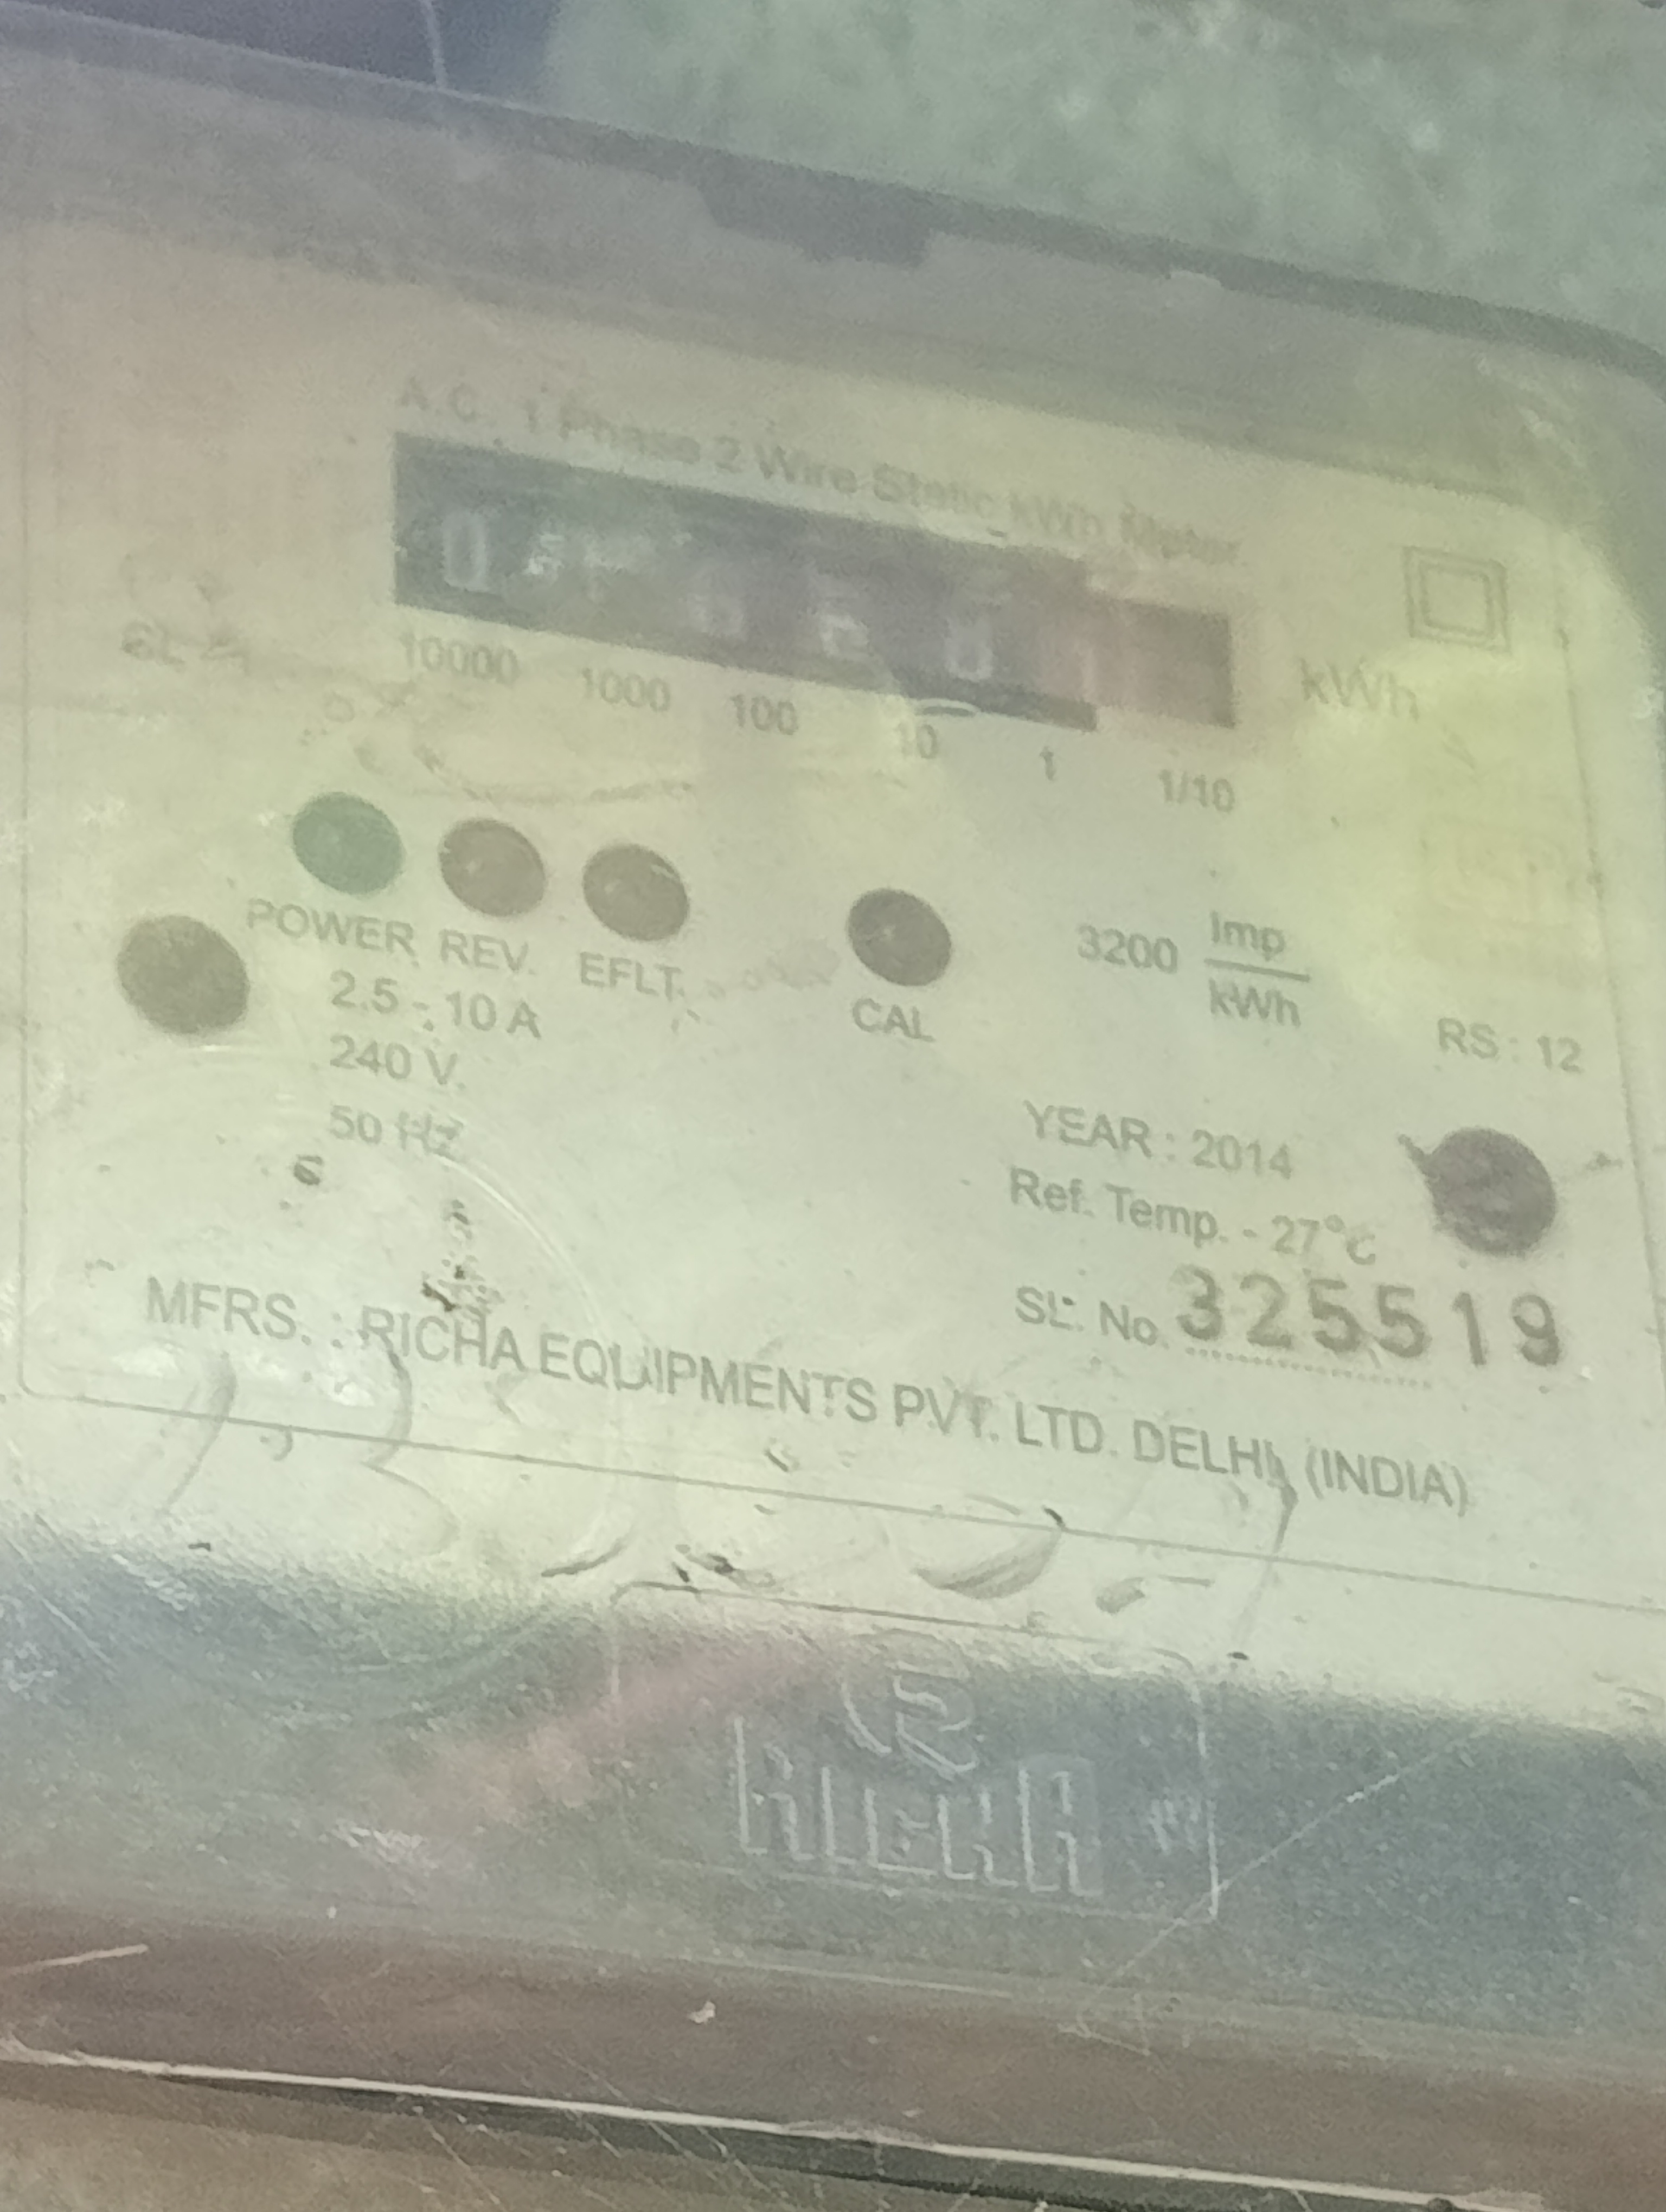 A.C. 1 Phase 2 Wire Static kWh Meter
10000 1000 100 10 1 1/10
kWh
POWER REV. EFLT. CAL
3200 Imp
kWh
2.5 - 10 A
240 V.
50 Hz
RS : 12
YEAR : 2014
Ref. Temp. - 27°C
SL. No. 325519
MFRS. : RICHA EQUIPMENTS PVT. LTD. DELHI (INDIA)
RICHA